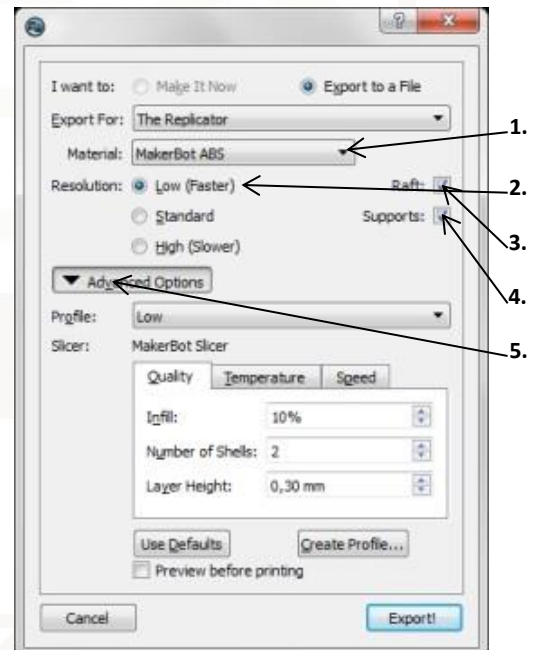 I want to: Make It Now Export to a File
Export For: The Replicator
1.
Material: MakerBot ABS
Resolution: Low (Faster) Raft: 2.
Standard Supports:
3.
High (Slower)
4.
Advanced Options
Profile: Low
Slicer: MakerBot Slicer 5.
Quality Temperature Speed
Infill: 10%
Number of Shells: 2
Layer Height: 0,30 mm
Use Defaults Create Profile...
Preview before printing
Cancel Export!